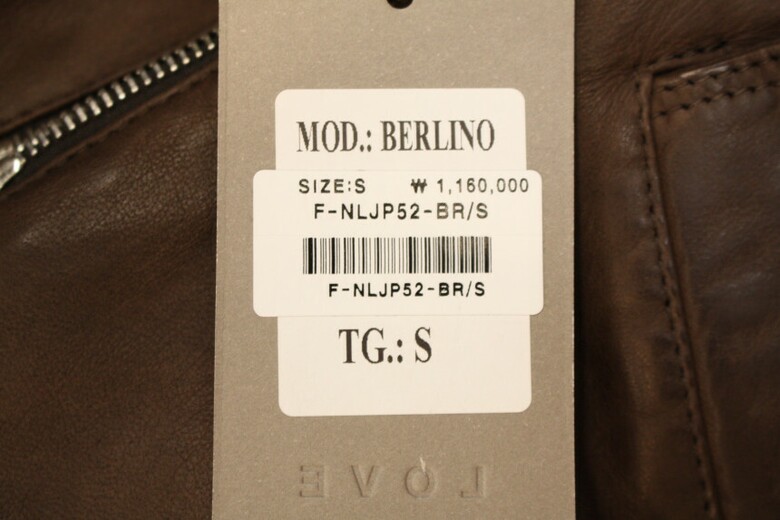 MOD.: BERLINO
SIZE:S ₩ 1,160,000
F-NLJP52-BR/S
F-NLJP52-BR/S
TG.: S
LOVE